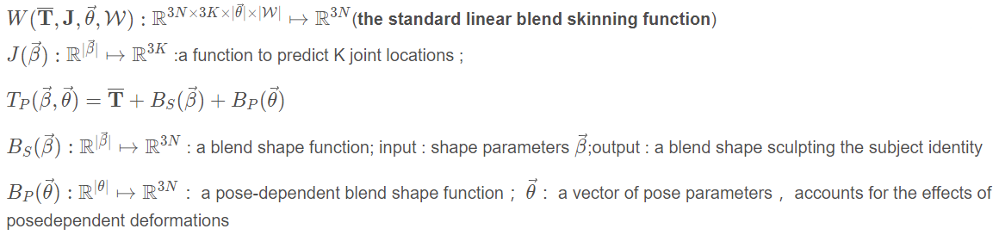 $W(\overline{\mathbf{T}}, \mathbf{J}, \vec{\theta}, \mathcal{W}) : \mathbb{R}^{3N \times 3K \times |\vec{\theta}| \times |\mathcal{W}|} \mapsto \mathbb{R}^{3N}$(the standard linear blend skinning function)
$J(\vec{\beta}) : \mathbb{R}^{|\vec{\beta}|} \mapsto \mathbb{R}^{3K}$ :a function to predict K joint locations ;
$T_P(\vec{\beta}, \vec{\theta}) = \overline{\mathbf{T}} + B_S(\vec{\beta}) + B_P(\vec{\theta})$
$B_S(\vec{\beta}) : \mathbb{R}^{|\vec{\beta}|} \mapsto \mathbb{R}^{3N}$ : a blend shape function; input : shape parameters $\vec{\beta}$;output : a blend shape sculpting the subject identity
$B_P(\vec{\theta}) : \mathbb{R}^{|\theta|} \mapsto \mathbb{R}^{3N}$ : a pose-dependent blend shape function ; $\vec{\theta}$ : a vector of pose parameters , accounts for the effects of
posedependent deformations